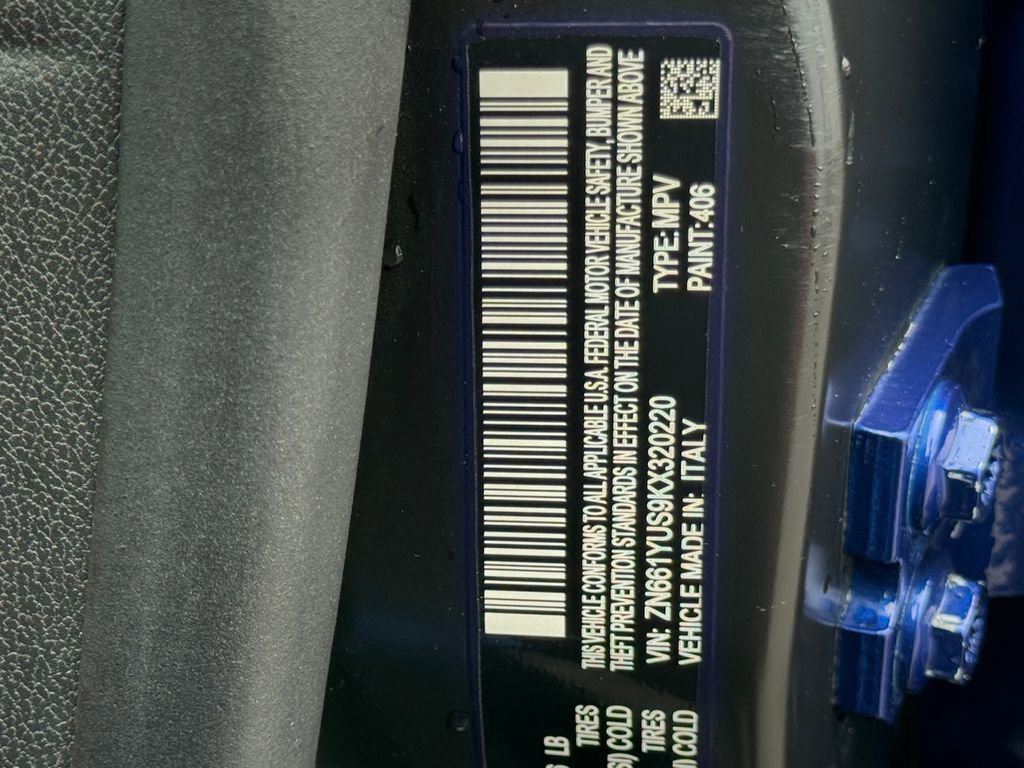 THIS VEHICLE CONFORMS TO ALL APPLICABLE U.S.A. FEDERAL MOTOR VEHICLE SAFETY, BUMPER AND
THEFT PREVENTION STANDARDS IN EFFECT ON THE DATE OF MANUFACTURE SHOWN ABOVE
VIN: ZN661YUS9KX320220 TYPE: MPV
VEHICLE MADE IN: ITALY PAINT: 406
LB
TIRES
COLD
TIRES
COLD